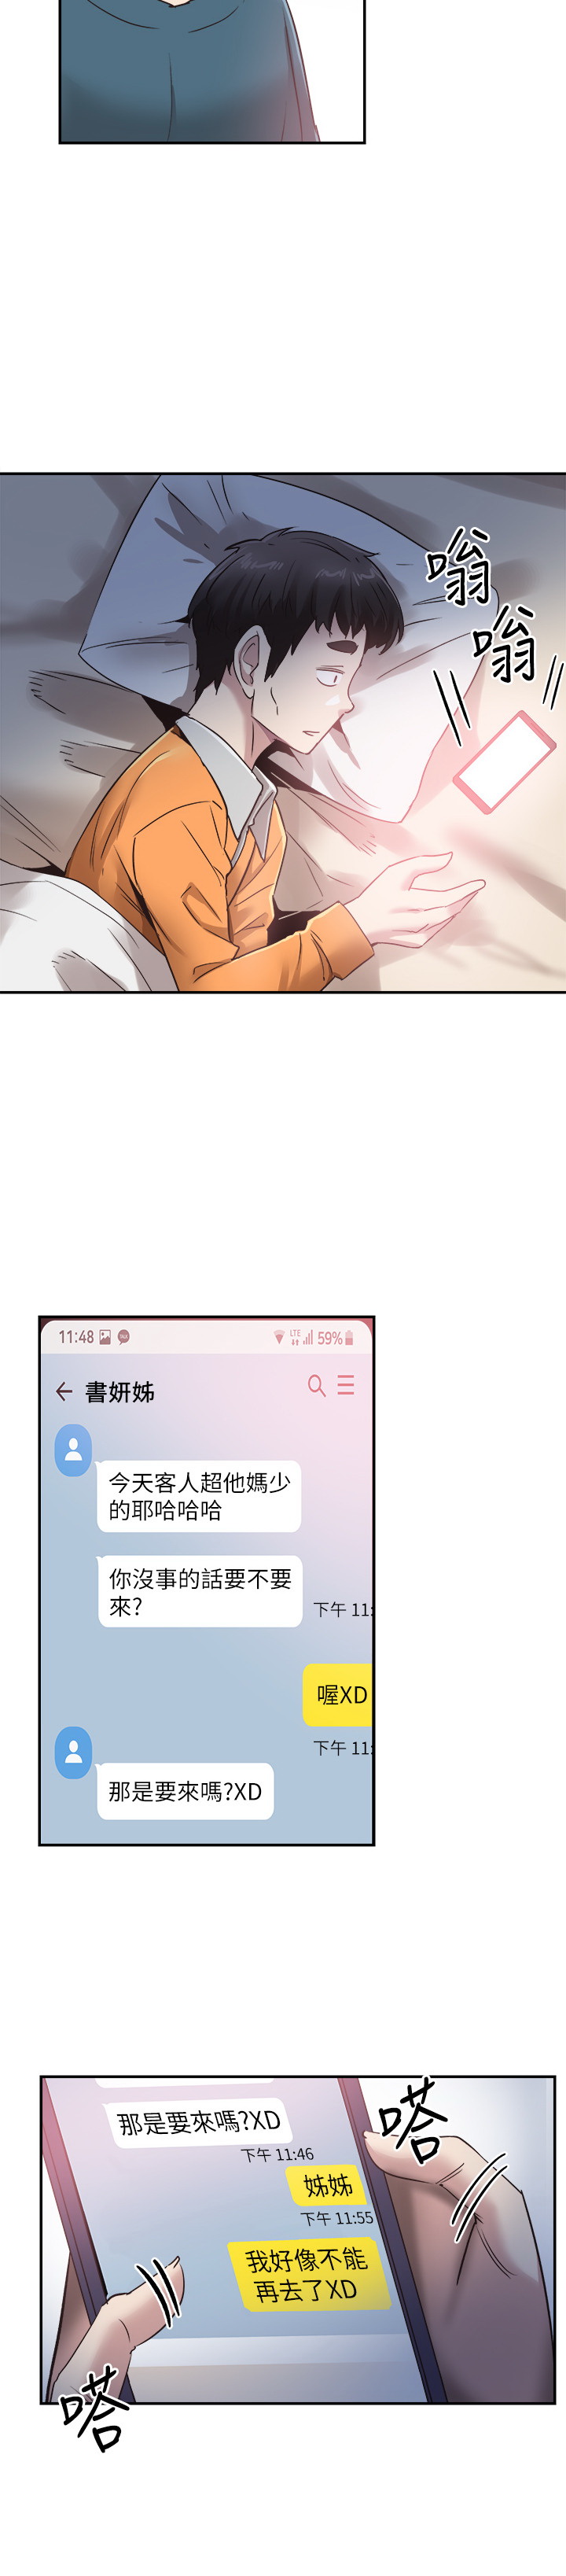 嗡
嗡
11:48 LTE 59%
書妍姊
今天客人超他媽少
的耶哈哈哈
你沒事的話要不要
來?
下午 11:
喔XD
下午 11:
那是要來嗎?XD
那是要來嗎?XD
下午 11:46
姊姊
下午 11:55
我好像不能
再去了XD
嗒
嗒